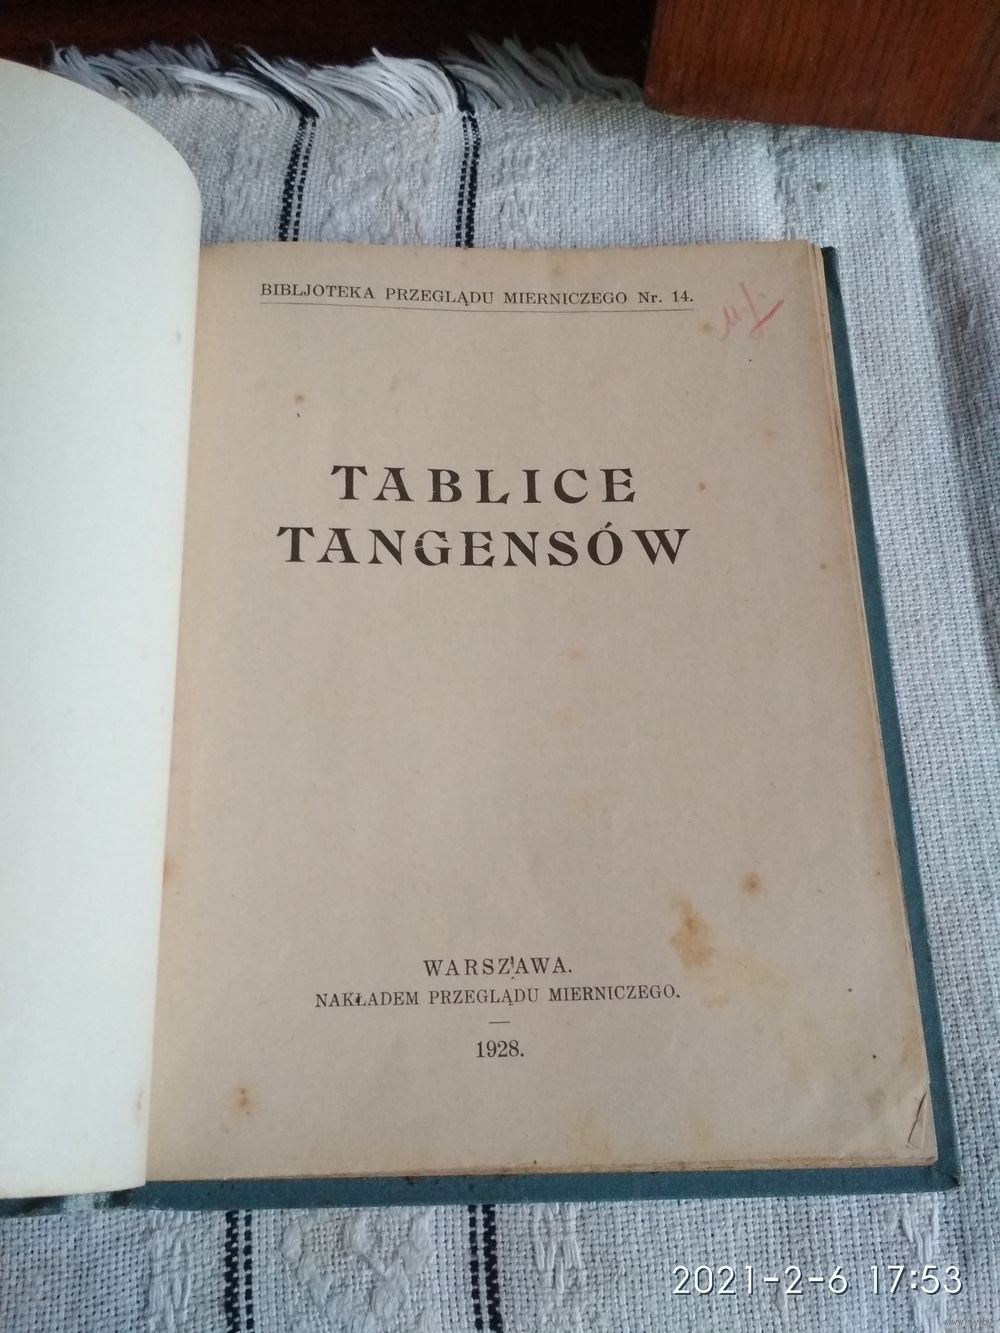 BIBLJOTEKA PRZEGLĄDU MIERNICZEGO Nr. 14.
TABLICE
TANGENSÓW
WARSZAWA.
NAKŁADEM PRZEGLĄDU MIERNICZEGO.
1928.
2021-2-6 17:53